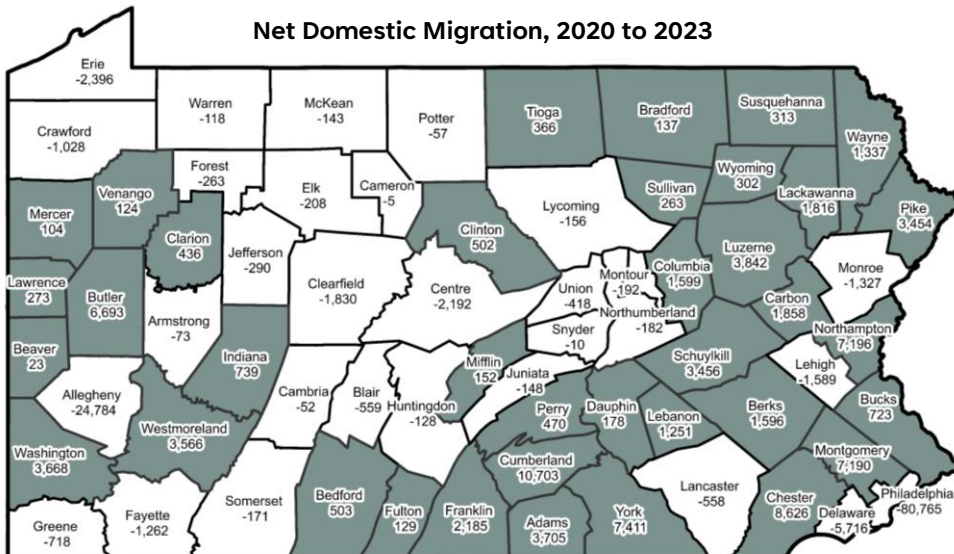 Net Domestic Migration, 2020 to 2023
Erie
-2,396
Warren
-118
McKean
-143
Potter
-57
Tioga
366
Bradford
137
Susquehanna
313
Wayne
1,337
Crawford
-1,028
Forest
-263
Elk
-208
Cameron
-5
Wyoming
302
Lackawanna
1,816
Pike
3,454
Mercer
104
Venango
124
Clarion
436
Jefferson
-290
Clinton
502
Lycoming
-156
Sullivan
263
Luzerne
3,842
Monroe
-1,327
Lawrence
273
Butler
6,693
Armstrong
-73
Clearfield
-1,830
Centre
-2,192
Union
-418
Montour
-192
Columbia
1,599
Carbon
1,858
Northampton
7,196
Beaver
23
Indiana
739
Snyder
-10
Northumberland
-182
Schuylkill
3,456
Lehigh
-1,589
Allegheny
-24,784
Cambria
-52
Blair
-559
Huntingdon
-128
Mifflin
152
Juniata
-148
Perry
470
Dauphin
178
Lebanon
1,251
Berks
1,596
Bucks
723
Washington
3,668
Westmoreland
3,566
Cumberland
10,703
Montgomery
7,190
Greene
-718
Fayette
-1,262
Somerset
-171
Bedford
503
Fulton
129
Franklin
2,185
Adams
3,705
York
7,411
Lancaster
-558
Chester
8,626
Delaware
-5,716
Philadelphia
-80,765